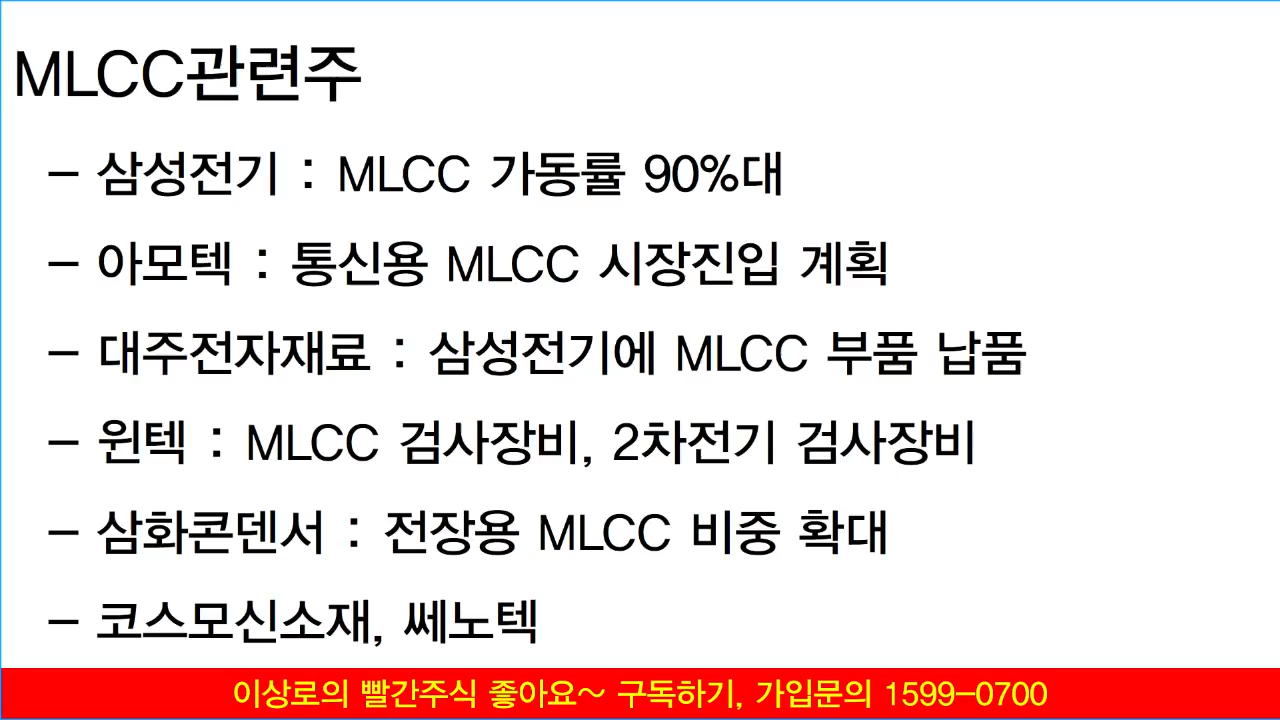 MLCC관련주
- 삼성전기 : MLCC 가동률 90%대
- 아모텍 : 통신용 MLCC 시장진입 계획
- 대주전자재료 : 삼성전기에 MLCC 부품 납품
- 윈텍 : MLCC 검사장비, 2차전기 검사장비
- 삼화콘덴서 : 전장용 MLCC 비중 확대
- 코스모신소재, 쎄노텍
이상로의 빨간주식 좋아요~ 구독하기, 가입문의 1599-0700